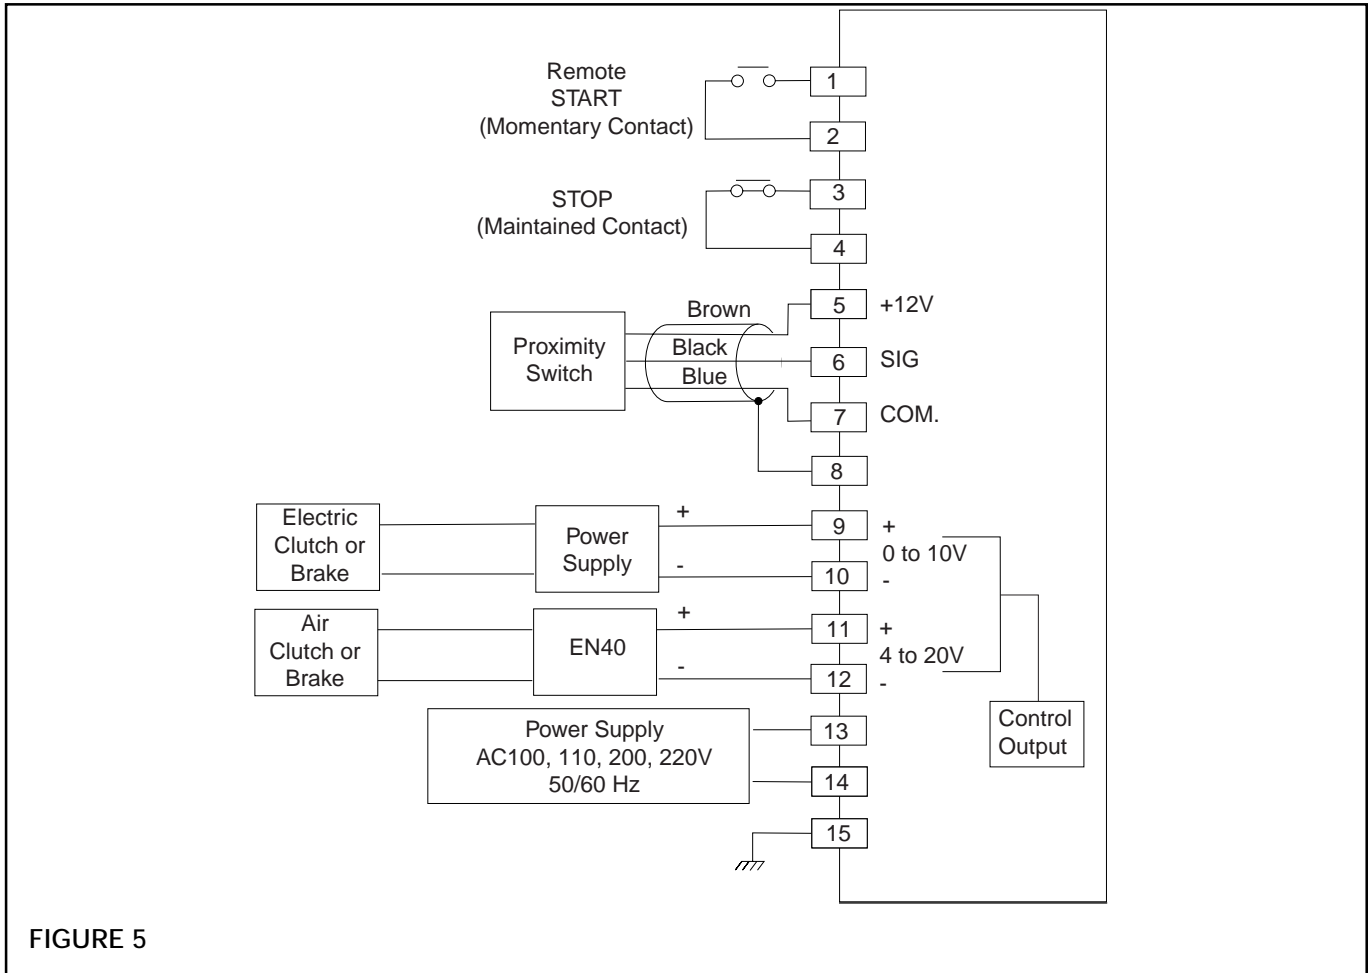 Remote
START
(Momentary Contact)
1
2
STOP
(Maintained Contact)
3
4
Proximity
Switch
Brown
Black
Blue
5 +12V
6 SIG
7 COM.
8
Electric
Clutch or
Brake
Power
Supply
+
-
9 +
0 to 10V
10 -
Air
Clutch or
Brake
EN40
+
-
11 +
4 to 20V
12 -
Control
Output
Power Supply
AC100, 110, 200, 220V
50/60 Hz
13
14
15
FIGURE 5